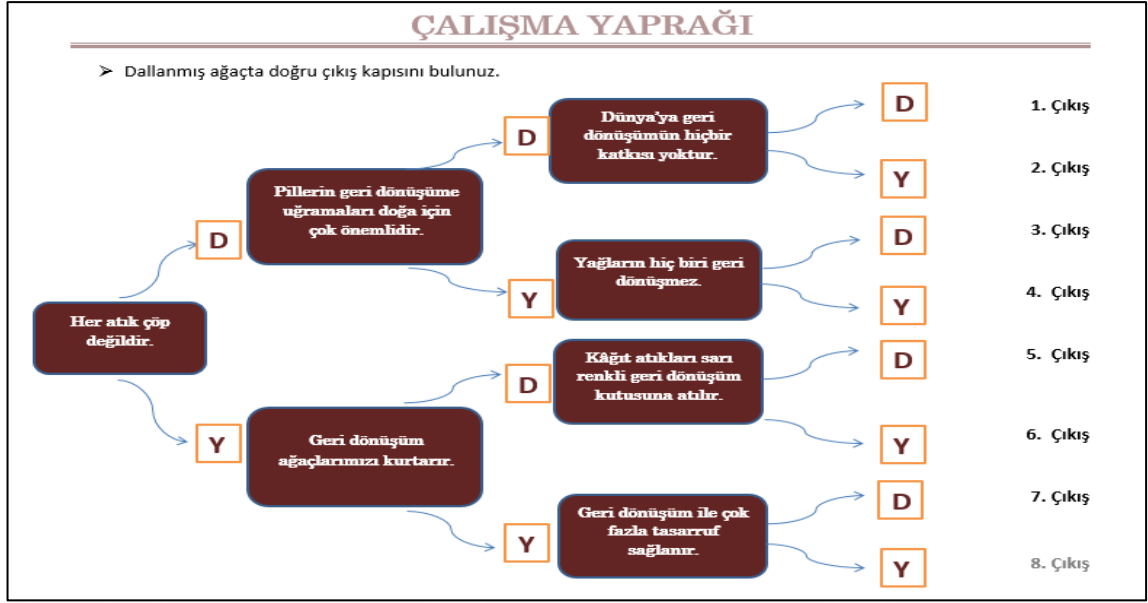 ÇALIŞMA YAPRAĞI
➤ Dallanmış ağaçta doğru çıkış kapısını bulunuz.
Her atık çöp
değildir.
D
Pillerin geri dönüşüme
uğramaları doğa için
çok önemlidir.
D
Dünya'ya geri
dönüşümün hiçbir
katkısı yoktur.
D
1. Çıkış
Y
2. Çıkış
Y
Yağların hiç biri geri
dönüşmez.
D
3. Çıkış
Y
4. Çıkış
Y
Geri dönüşüm
ağaçlarımızı kurtarır.
D
Kâğıt atıkları sarı
renkli geri dönüşüm
kutusuna atılır.
D
5. Çıkış
Y
6. Çıkış
Y
Geri dönüşüm ile çok
fazla tasarruf
sağlanır.
D
7. Çıkış
Y
8. Çıkış